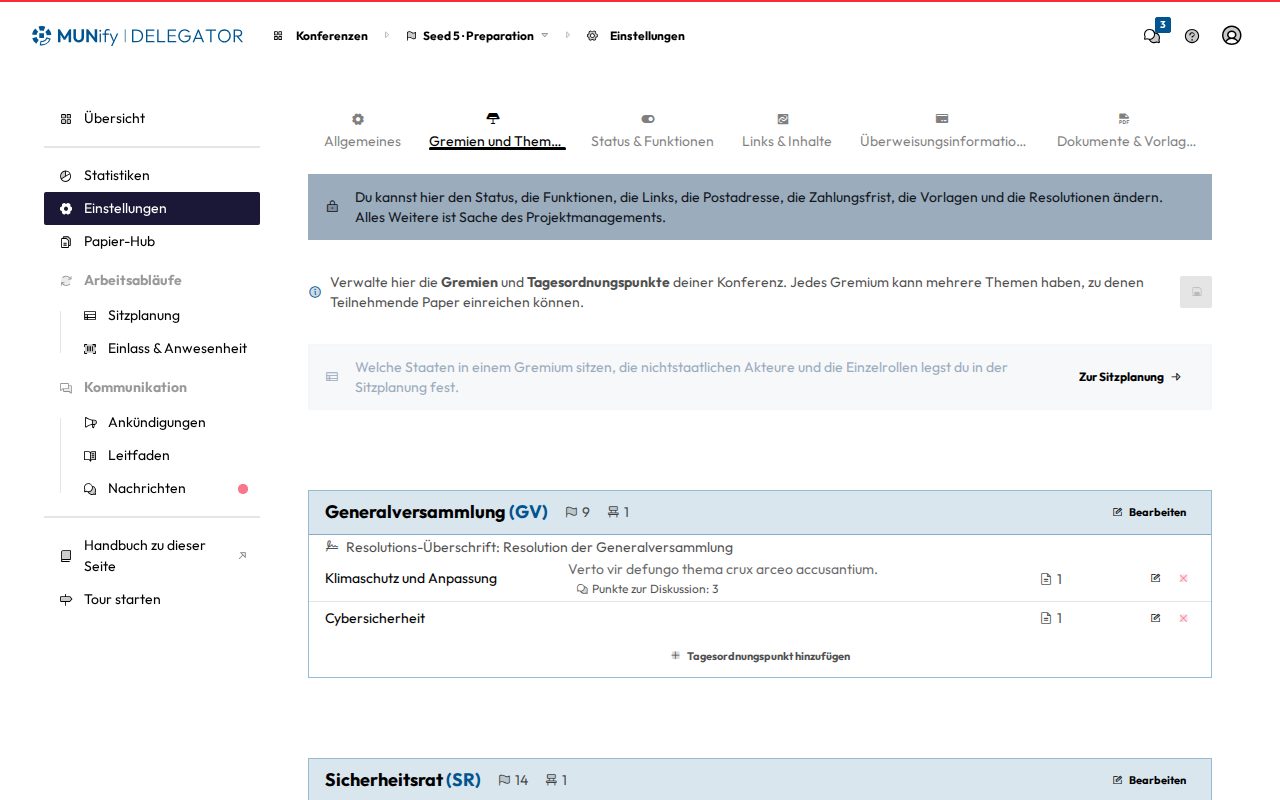 MUNify | DELEGATOR
Konferenzen
Seed 5 · Preparation
Einstellungen
3
Übersicht
Statistiken
Einstellungen
Papier-Hub
Arbeitsabläufe
Sitzplanung
Einlass & Anwesenheit
Kommunikation
Ankündigungen
Leitfaden
Nachrichten
Handbuch zu dieser
Seite
Tour starten
Allgemeines
Gremien und Them…
Status & Funktionen
Links & Inhalte
Überweisungsinformatio…
Dokumente & Vorlag…
Du kannst hier den Status, die Funktionen, die Links, die Postadresse, die Zahlungsfrist, die Vorlagen und die Resolutionen ändern.
Alles Weitere ist Sache des Projektmanagements.
Verwalte hier die Gremien und Tagesordnungspunkte deiner Konferenz. Jedes Gremium kann mehrere Themen haben, zu denen
Teilnehmende Paper einreichen können.
Welche Staaten in einem Gremium sitzen, die nichtstaatlichen Akteure und die Einzelrollen legst du in der
Sitzplanung fest.
Zur Sitzplanung
Generalversammlung (GV) 9 1
Bearbeiten
Resolutions-Überschrift: Resolution der Generalversammlung
Klimaschutz und Anpassung
Verto vir defungo thema crux arceo accusantium.
Punkte zur Diskussion: 3
1
Cybersicherheit
1
Tagesordnungspunkt hinzufügen
Sicherheitsrat (SR) 14 1
Bearbeiten